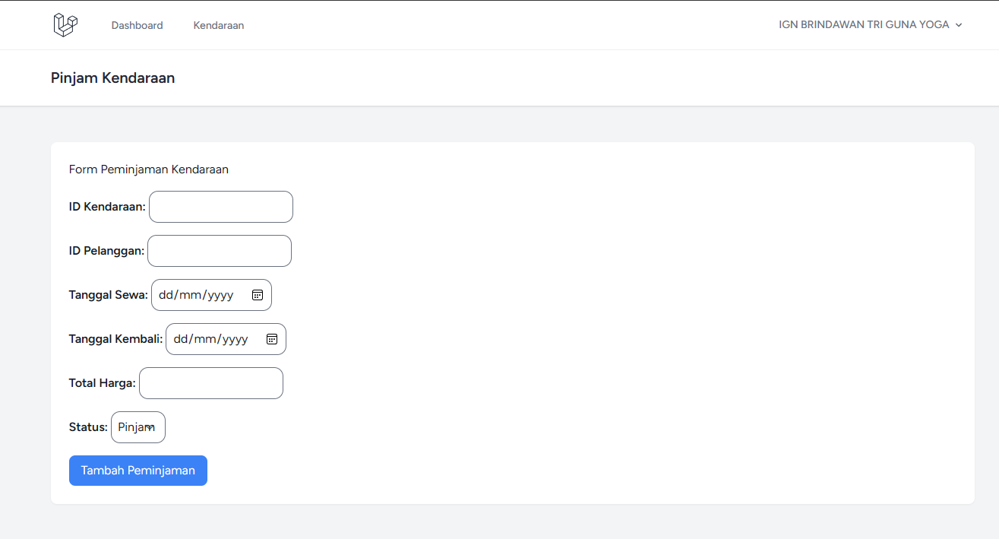 Dashboard Kendaraan IGN BRINDAWAN TRI GUNA YOGA
Pinjam Kendaraan
Form Peminjaman Kendaraan
ID Kendaraan:
ID Pelanggan:
Tanggal Sewa: dd/mm/yyyy
Tanggal Kembali: dd/mm/yyyy
Total Harga:
Status: Pinjam
Tambah Peminjaman